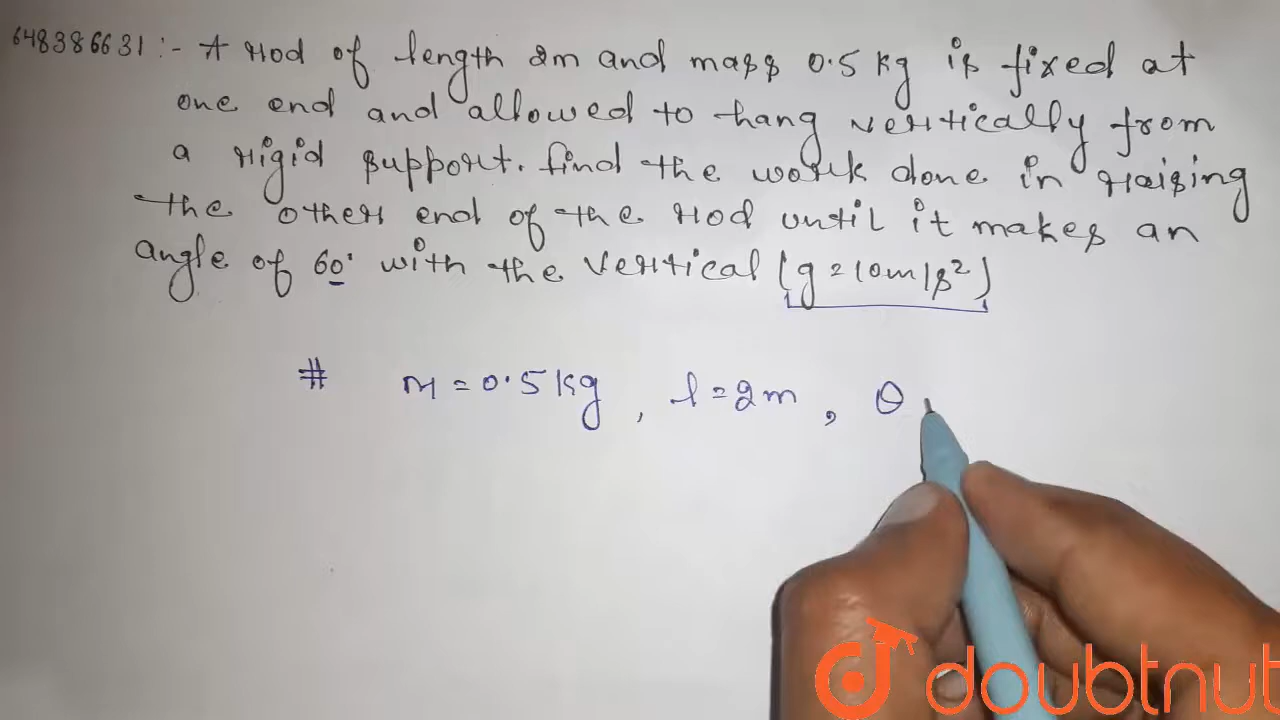 648386631 :- A rod of length 2m and mass 0.5 kg is fixed at
one end and allowed to hang vertically from
a rigid support. find the work done in raising
the other end of the rod until it makes an
angle of 60° with the vertical (g=10m/s²)
# m = 0.5 kg, l = 2m, θ
doubtnut